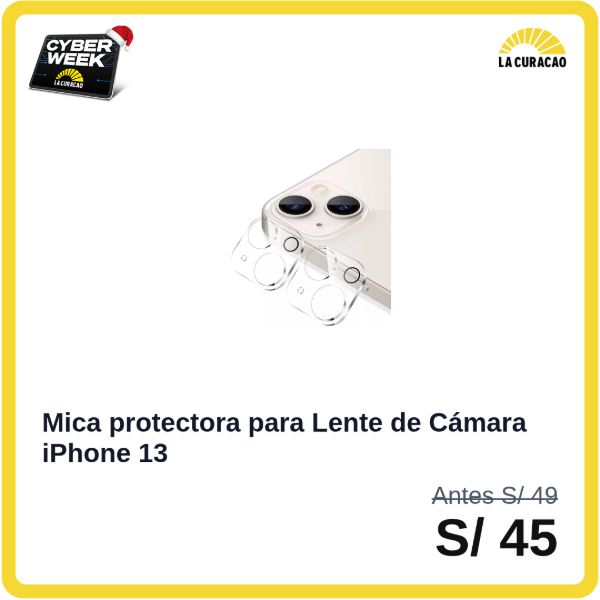 CYBER
WEEK
LA CURACAO
LA CURACAO
Mica protectora para Lente de Cámara
iPhone 13
Antes S/ 49
S/ 45